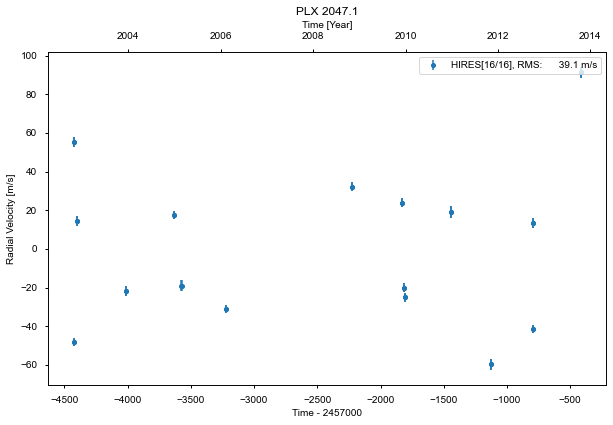 PLX 2047.1
Time [Year]
2004 2006 2008 2010 2012 2014
HIRES[16/16], RMS: 39.1 m/s
100
80
60
40
20
0
−20
−40
−60
Radial Velocity [m/s]
−4500 −4000 −3500 −3000 −2500 −2000 −1500 −1000 −500
Time - 2457000